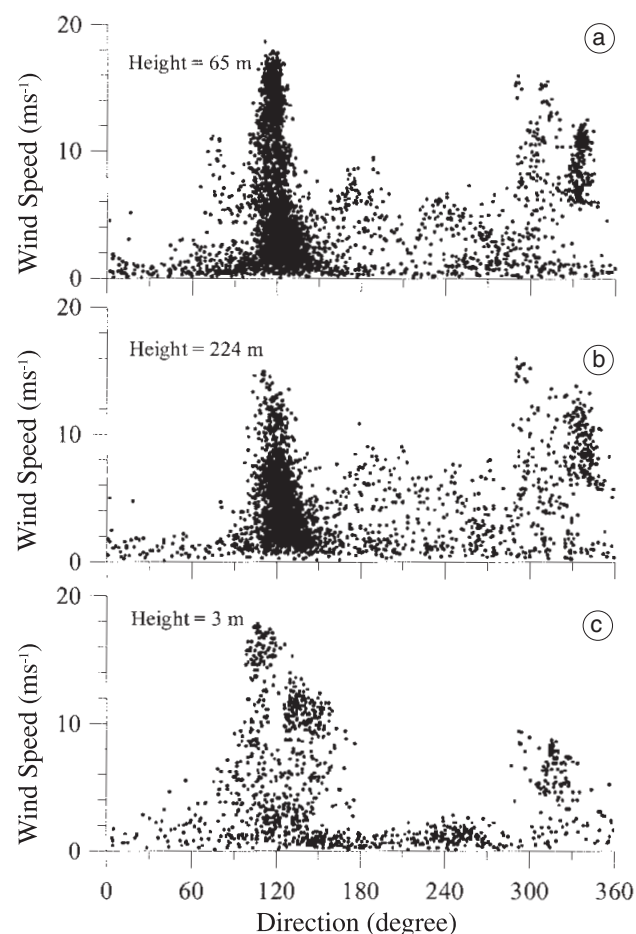 20
a
Height = 65 m
Wind Speed (ms-1)
10
0
20
b
Height = 224 m
Wind Speed (ms-1)
10
0
20
c
Height = 3 m
Wind Speed (ms-1)
10
0
0 60 120 180 240 300 360
Direction (degree)